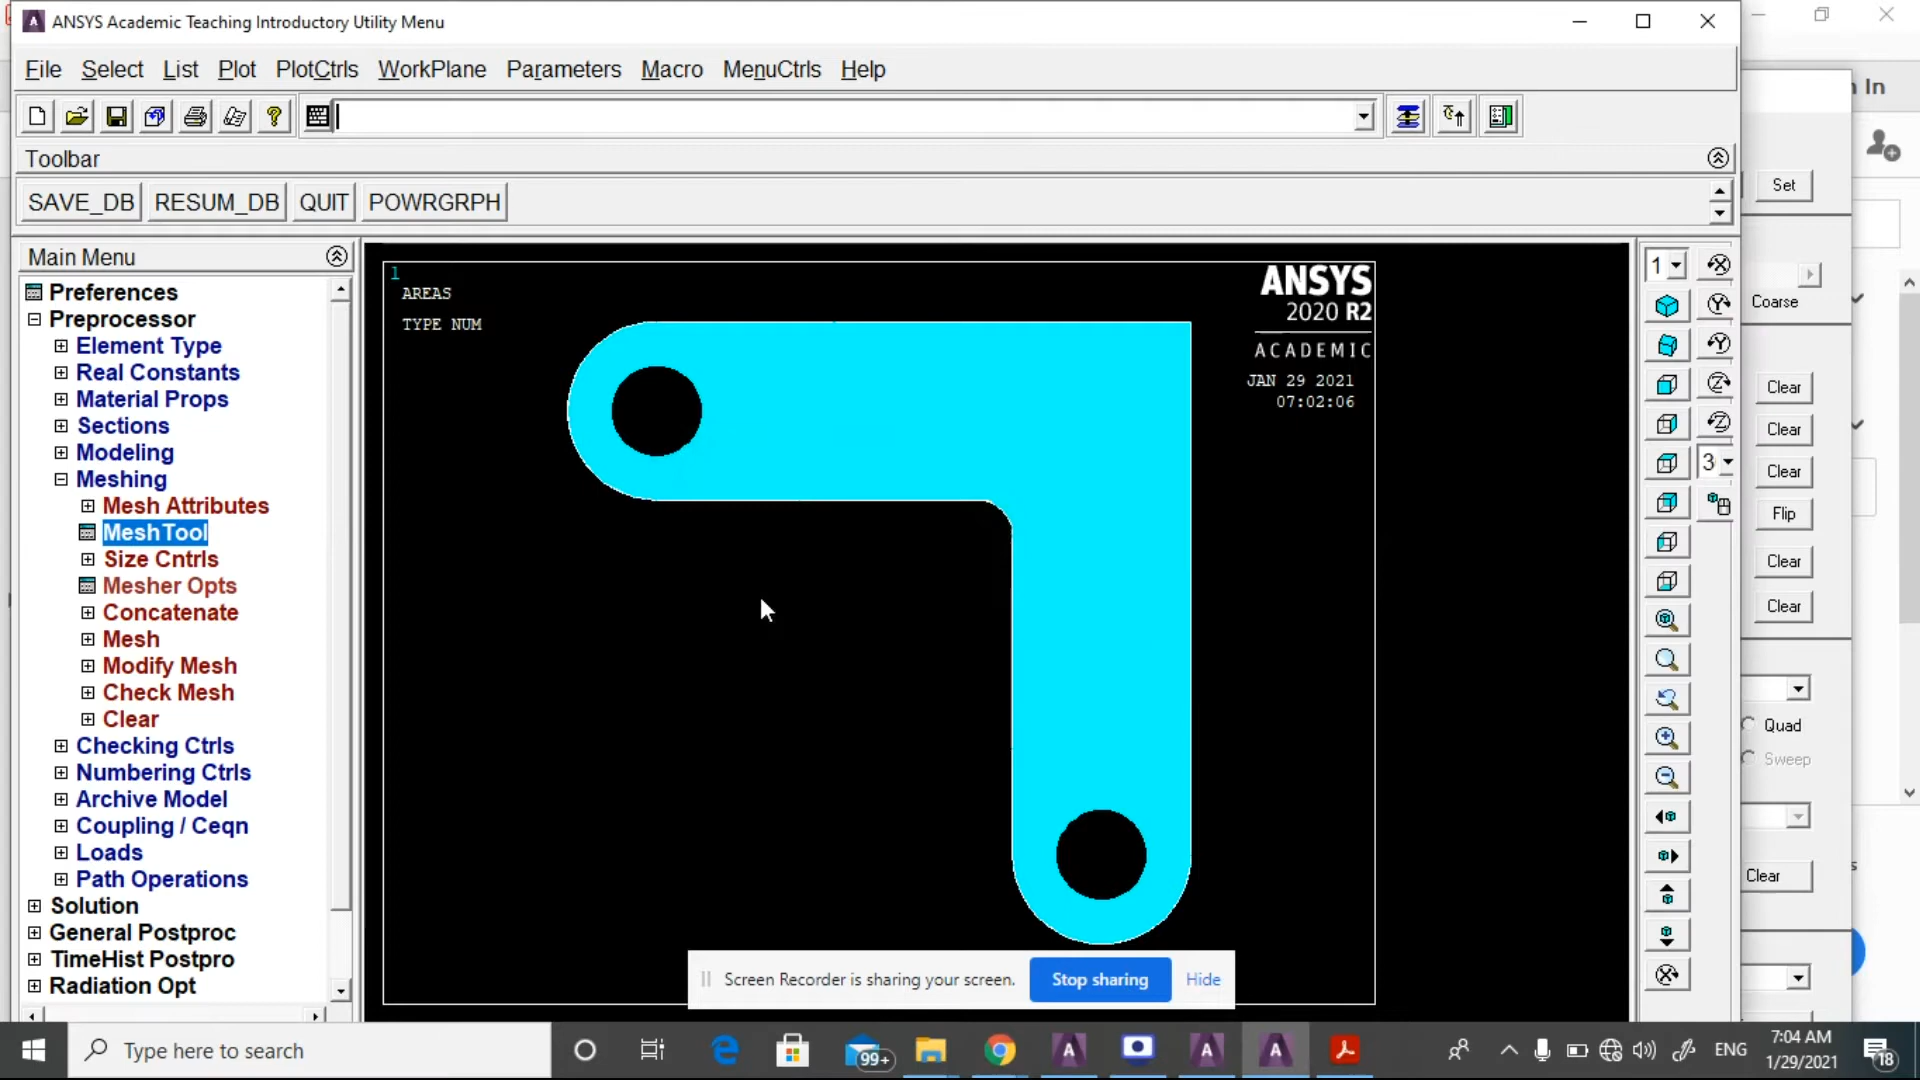 ANSYS Academic Teaching Introductory Utility Menu
File Select List Plot PlotCtrls WorkPlane Parameters Macro MenuCtrls Help
In
Toolbar
SAVE_DB RESUM_DB QUIT POWRGRPH
Set
Main Menu
Preferences
Preprocessor
Element Type
Real Constants
Material Props
Sections
Modeling
Meshing
Mesh Attributes
MeshTool
Size Cntrls
Mesher Opts
Concatenate
Mesh
Modify Mesh
Check Mesh
Clear
Checking Ctrls
Numbering Ctrls
Archive Model
Coupling / Ceqn
Loads
Path Operations
Solution
General Postproc
TimeHist Postpro
Radiation Opt
1
AREAS
TYPE NUM
ANSYS
2020 R2
ACADEMIC
JAN 29 2021
07:02:06
1
3
Coarse
Clear
Clear
Clear
Flip
Clear
Clear
Quad
Sweep
Clear
Screen Recorder is sharing your screen. Stop sharing Hide
Type here to search
99+
ENG
7:04 AM
1/29/2021
18